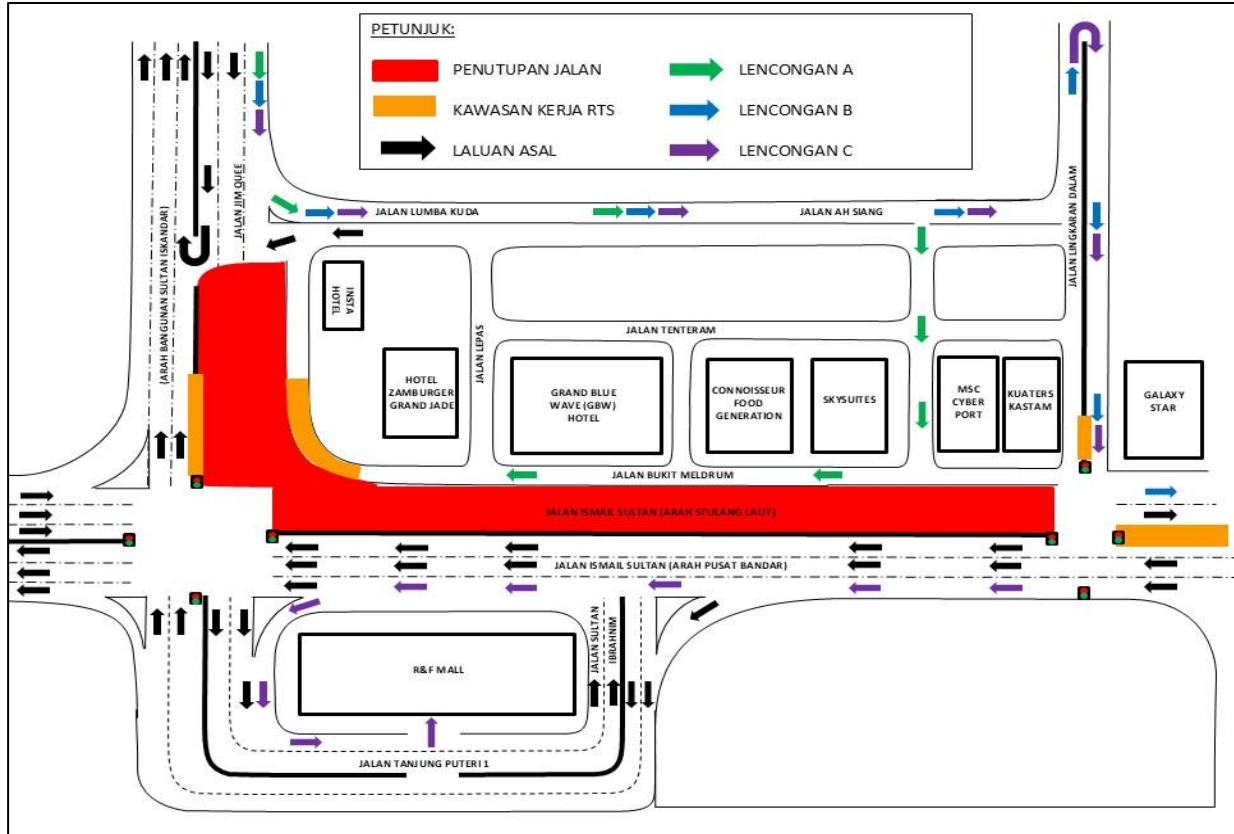 PETUNJUK:
PENUTUPAN JALAN
LENCONGAN A
KAWASAN KERJA RTS
LENCONGAN B
LALUAN ASAL
LENCONGAN C
(ARAH BANGUNAN SULTAN ISKANDAR)
JALAN JIM QUEE
JALAN LUMBA KUDA
JALAN AH SIANG
JALAN LINGKARAN DALAM
INSTA
HOTEL
JALAN LEPAS
JALAN TENTERAM
HOTEL
ZAMBURGER
GRAND JADE
GRAND BLUE
WAVE (GBW)
HOTEL
CONNOISSEUR
FOOD
GENERATION
SKYSUITES
MSC
CYBER
PORT
KUATERS
KASTAM
GALAXY
STAR
JALAN BUKIT MELDRUM
JALAN ISMAIL SULTAN (ARAH STULANG LAUT)
JALAN ISMAIL SULTAN (ARAH PUSAT BANDAR)
JALAN SULTAN
IBRAHNIM
R&F MALL
JALAN TANJUNG PUTERI 1